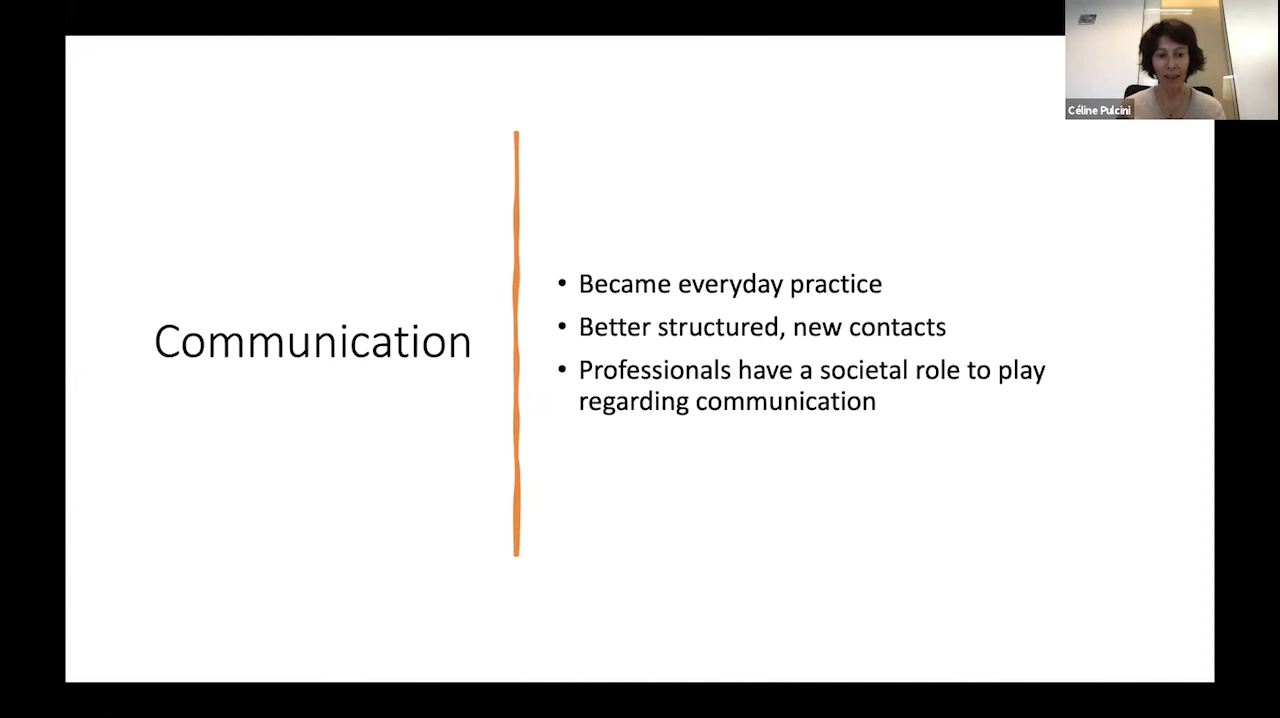 Céline Pulcini
Communication
• Became everyday practice
• Better structured, new contacts
• Professionals have a societal role to play
regarding communication